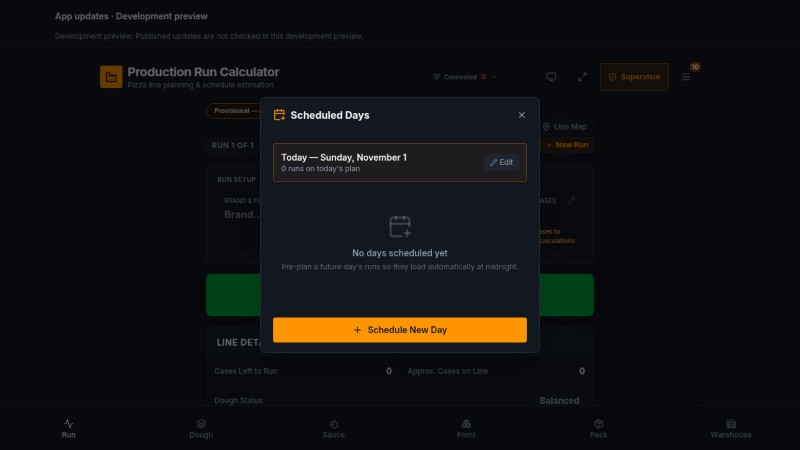 App updates · Development preview
Development preview. Published updates are not checked in this development preview.
Production Run Calculator
Pizza line planning & schedule estimation
Connected 2
Supervisor
10
Provisional —
Line Map
RUN 1 OF 1
+ New Run
RUN SETUP
BRAND &
Brand..
ASES
ases to
calculations
Scheduled Days
Today — Sunday, November 1
0 runs on today's plan
Edit
No days scheduled yet
Pre-plan a future day's runs so they load automatically at midnight.
+ Schedule New Day
LINE DETA
Cases Left to Run 0
Approx. Cases on Line 0
Dough Status Balanced
Run
Dough
Sauce
Front
Pack
Warehouse